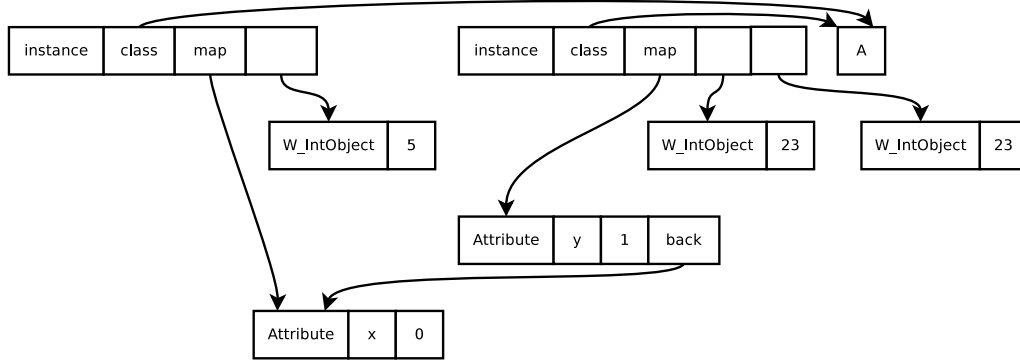 instance class map
instance class map A
W_IntObject 5
W_IntObject 23
W_IntObject 23
Attribute y 1 back
Attribute x 0